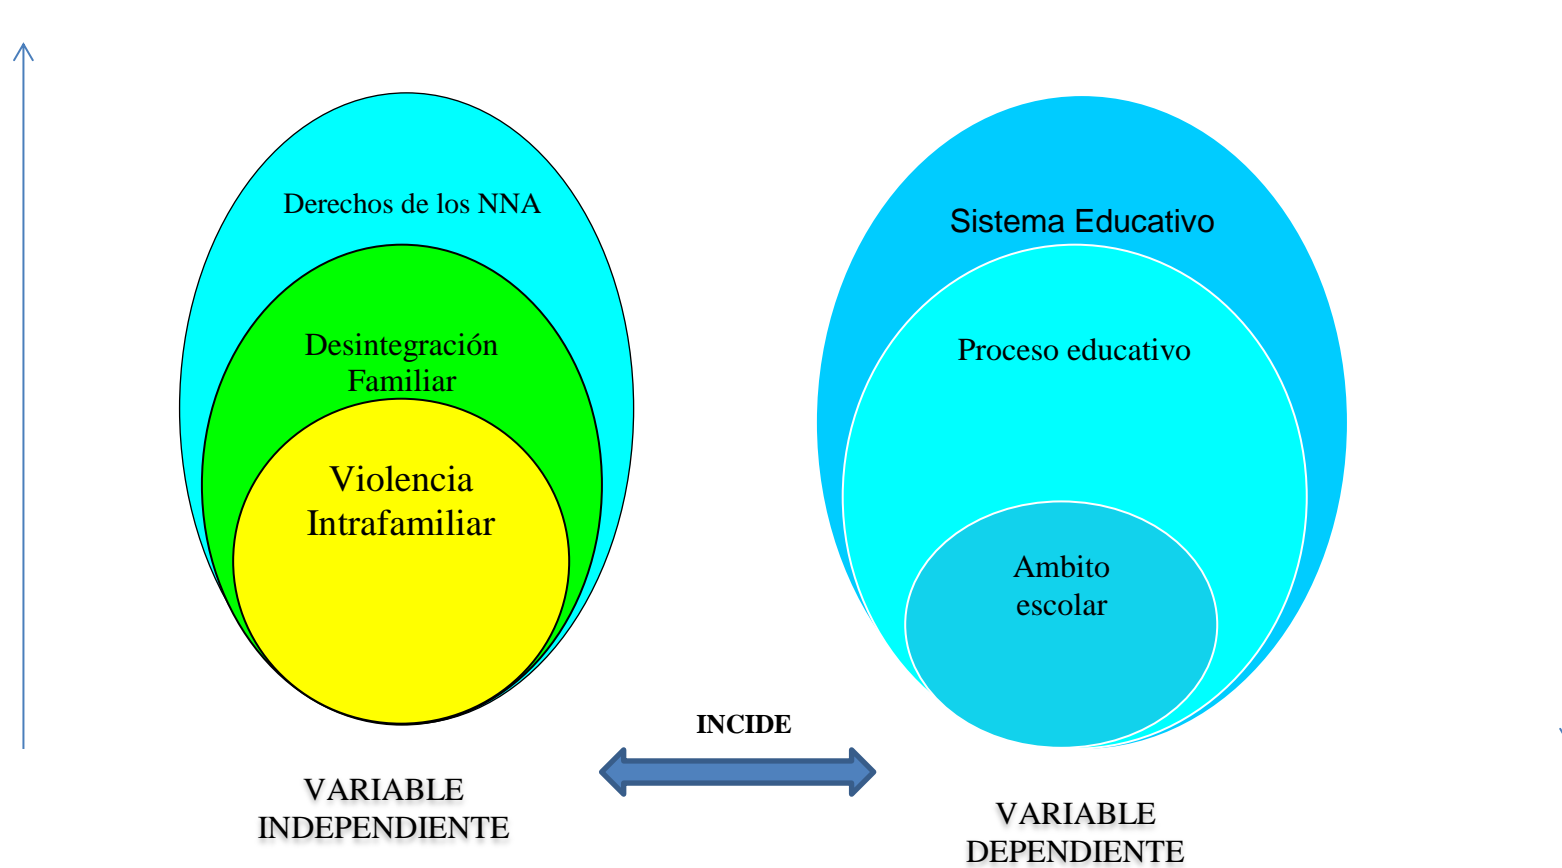 Derechos de los NNA
Desintegración
Familiar
Violencia
Intrafamiliar
Sistema Educativo
Proceso educativo
Ambito
escolar
INCIDE
VARIABLE
INDEPENDIENTE
VARIABLE
DEPENDIENTE